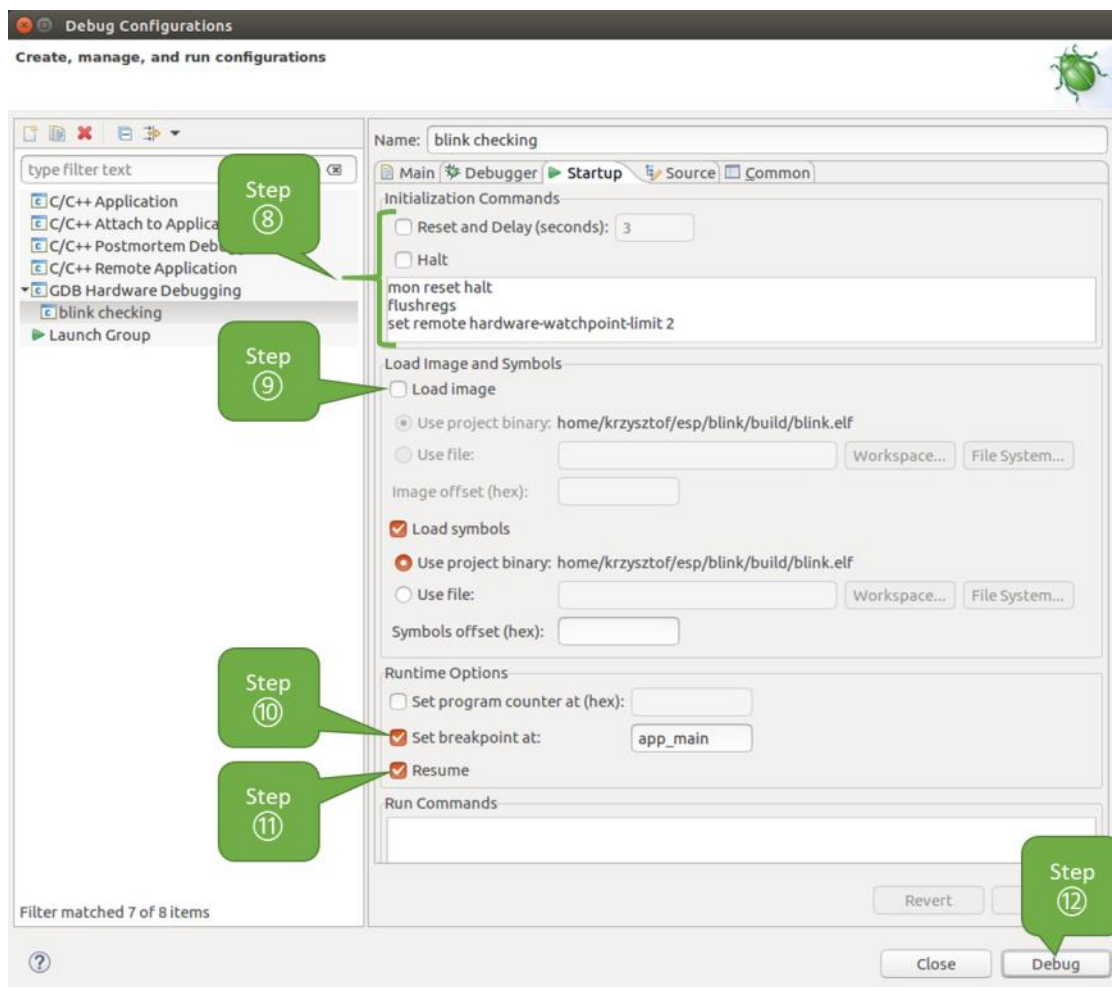 Debug Configurations
Create, manage, and run configurations
type filter text
C/C++ Application
C/C++ Attach to Applica
C/C++ Postmortem Debugg
C/C++ Remote Application
GDB Hardware Debugging
blink checking
Launch Group
Filter matched 7 of 8 items
Name: blink checking
Main Debugger Startup Source Common
Initialization Commands
Step
⑧
Reset and Delay (seconds): 3
Halt
mon reset halt
flushregs
set remote hardware-watchpoint-limit 2
Load Image and Symbols
Step
⑨
Load image
Use project binary: home/krzysztof/esp/blink/build/blink.elf
Use file: Workspace... File System...
Image offset (hex):
Load symbols
Use project binary: home/krzysztof/esp/blink/build/blink.elf
Use file: Workspace... File System...
Symbols offset (hex):
Runtime Options
Set program counter at (hex):
Step
⑩
Set breakpoint at: app_main
Resume
Step
⑪
Run Commands
Step
⑫
Revert
Close Debug